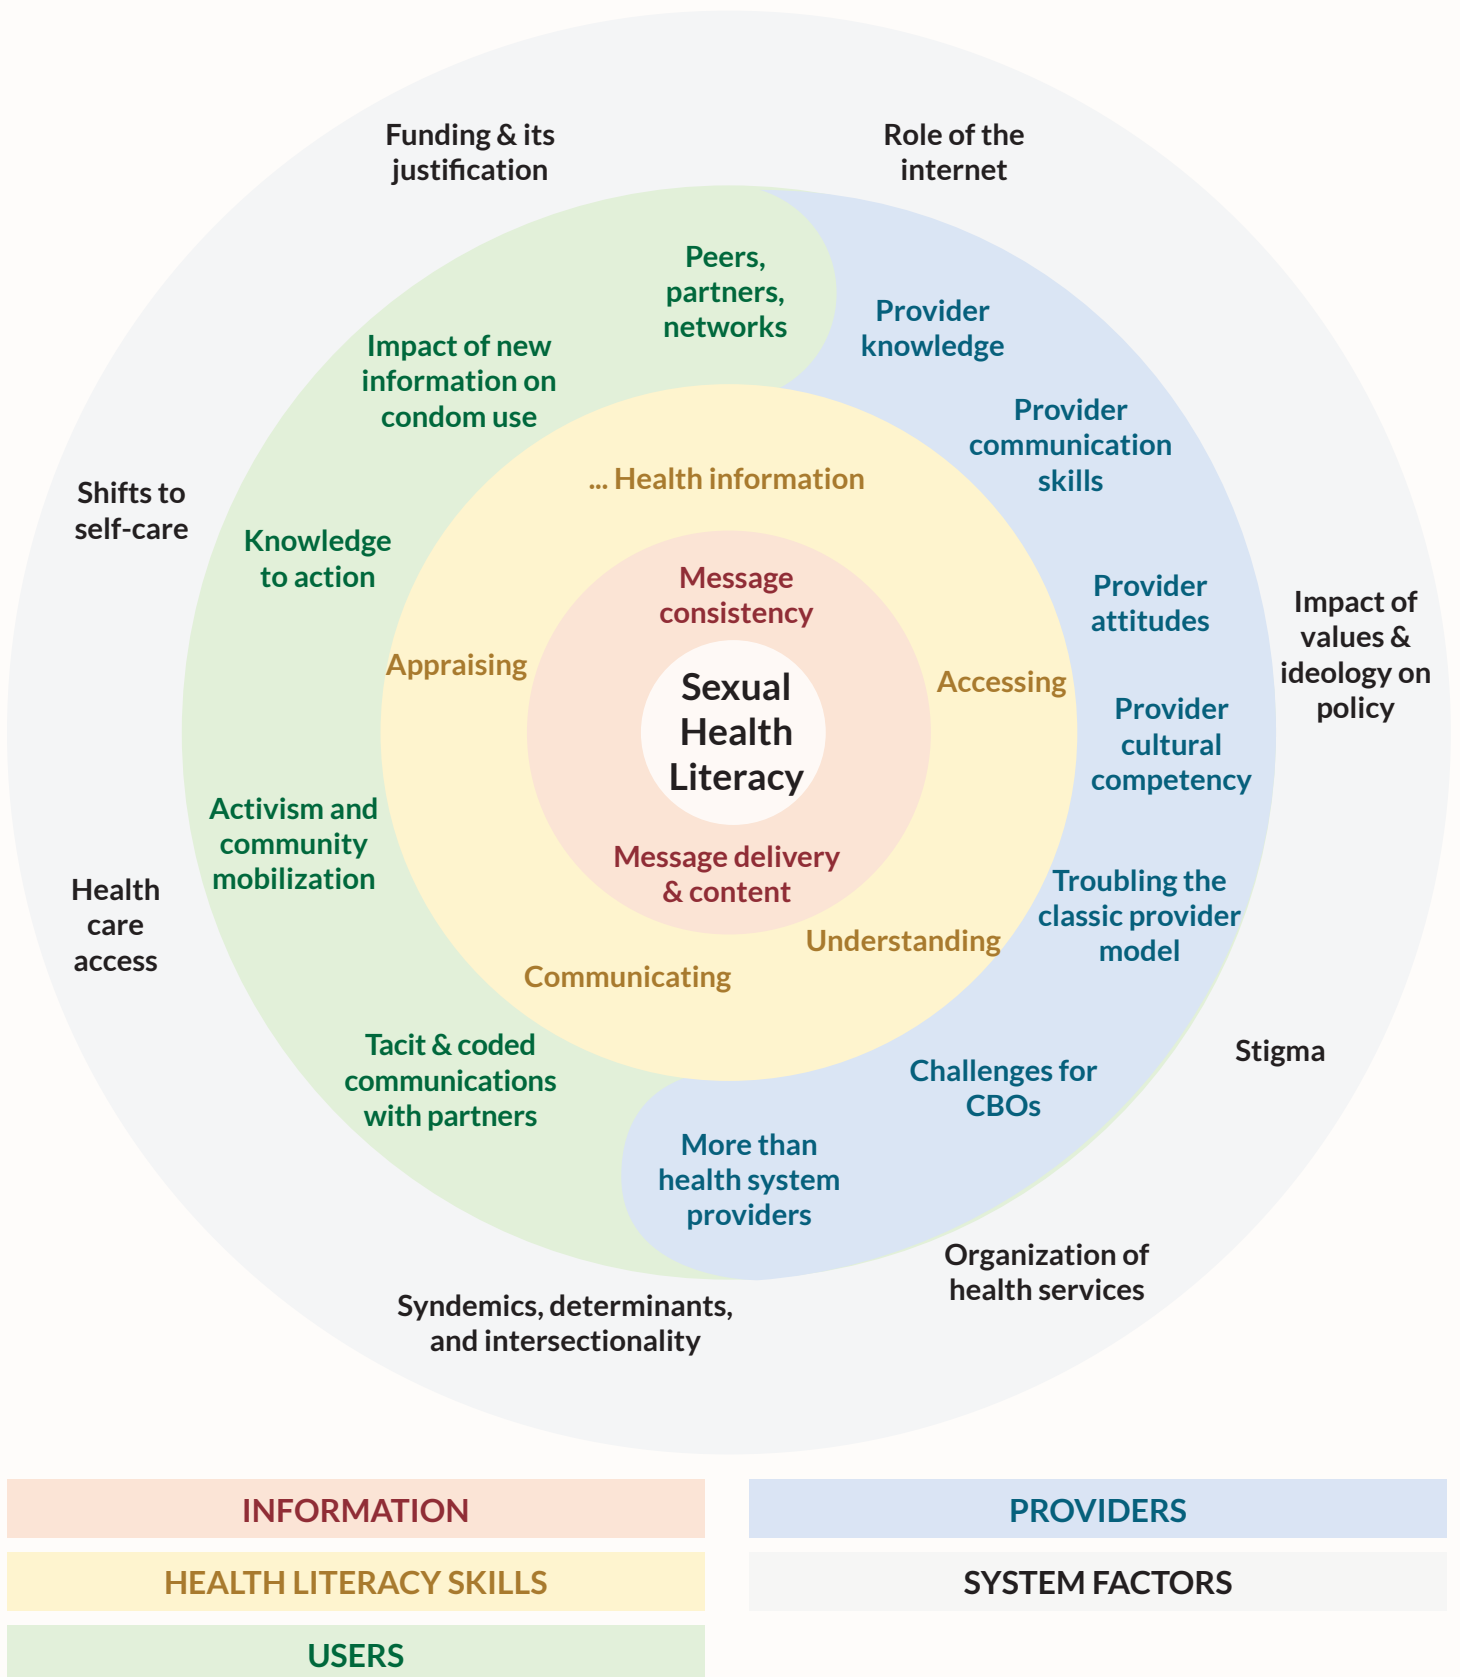 Funding & its
justification
Role of the
internet
Peers,
partners,
networks
Provider
knowledge
Impact of new
information on
condom use
Provider
communication
skills
... Health information
Shifts to
self-care
Knowledge
to action
Message
consistency
Provider
attitudes
Impact of
values &
ideology on
policy
Appraising
Accessing
Sexual
Health
Literacy
Provider
cultural
competency
Activism and
community
mobilization
Message delivery
& content
Troubling the
classic provider
model
Health
care
access
Understanding
Communicating
Tacit & coded
communications
with partners
Challenges for
CBOs
Stigma
More than
health system
providers
Organization of
health services
Syndemics, determinants,
and intersectionality
INFORMATION
PROVIDERS
HEALTH LITERACY SKILLS
SYSTEM FACTORS
USERS